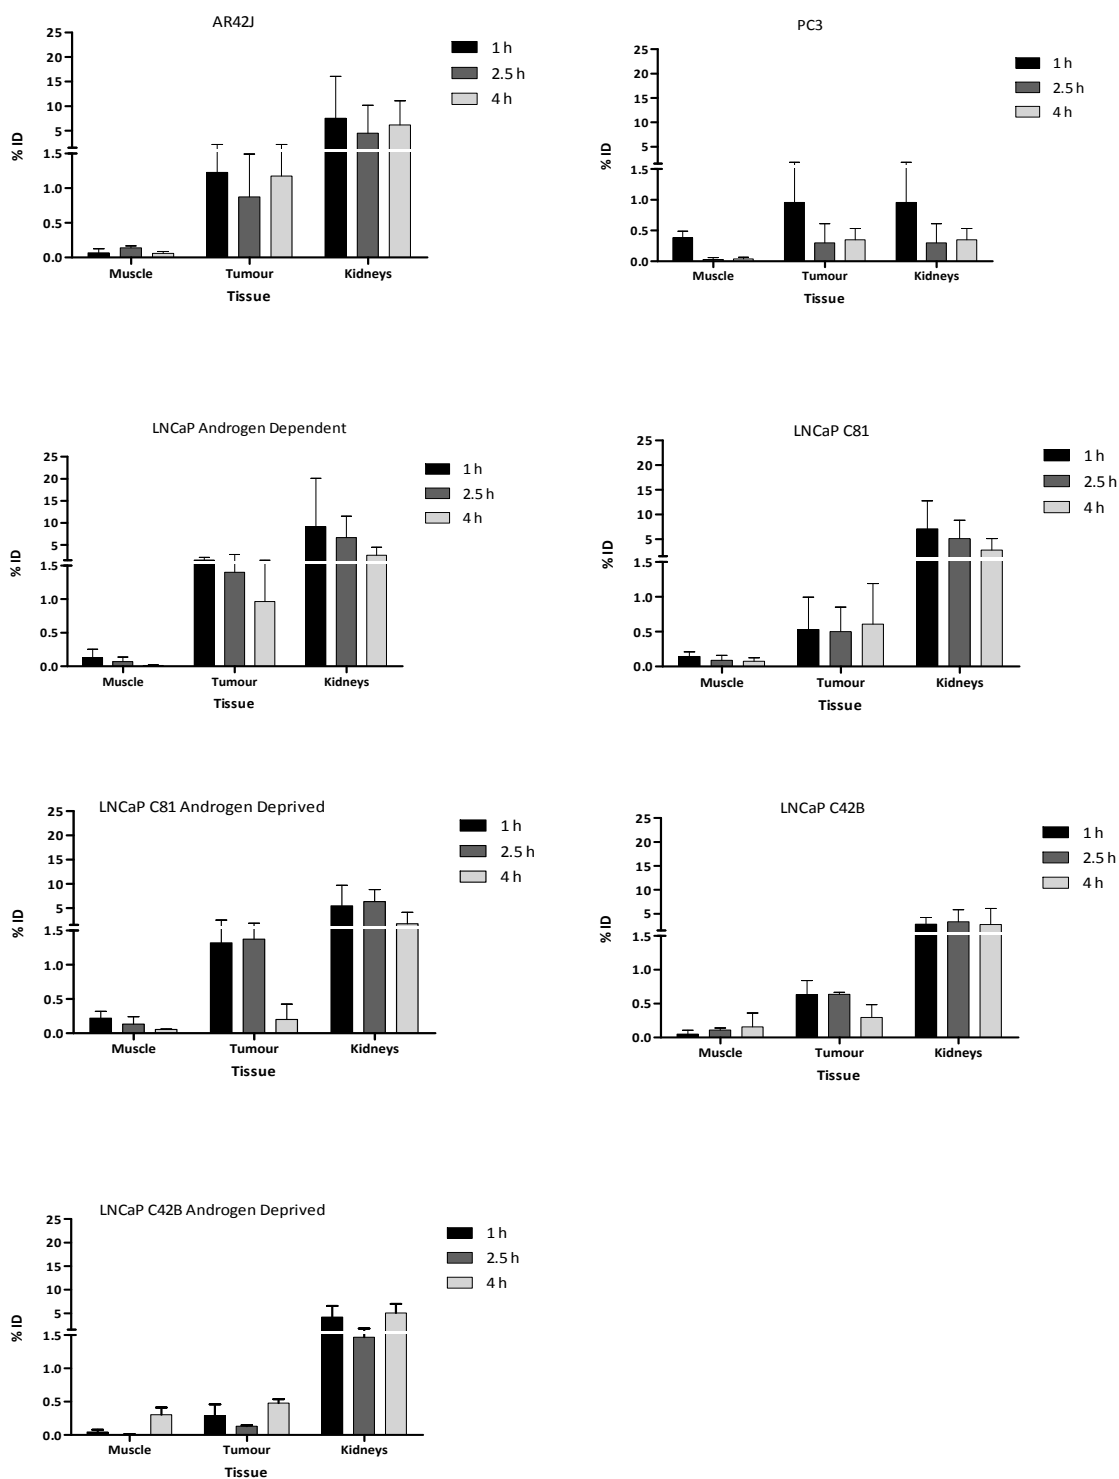 AR42J
25
20
15
10
5
1.5
1.0
0.5
0.0
% ID
1 h
2.5 h
4 h
Muscle Tumour Kidneys
Tissue
PC3
25
20
15
10
5
1.5
1.0
0.5
0.0
% ID
1 h
2.5 h
4 h
Muscle Tumour Kidneys
Tissue
LNCaP Androgen Dependent
25
20
15
10
5
1.5
1.0
0.5
0.0
% ID
1 h
2.5 h
4 h
Muscle Tumour Kidneys
Tissue
LNCaP C81
25
20
15
10
5
1.5
1.0
0.5
0.0
% ID
1 h
2.5 h
4 h
Muscle Tumour Kidneys
Tissue
LNCaP C81 Androgen Deprived
25
20
15
10
5
1.5
1.0
0.5
0.0
% ID
1 h
2.5 h
4 h
Muscle Tumour Kidneys
Tissue
LNCaP C42B
25
20
15
10
5
1.5
1.0
0.5
0.0
% ID
1 h
2.5 h
4 h
Muscle Tumour Kidneys
Tissue
LNCaP C42B Androgen Deprived
25
20
15
10
5
1.5
1.0
0.5
0.0
% ID
1 h
2.5 h
4 h
Muscle Tumour Kidneys
Tissue